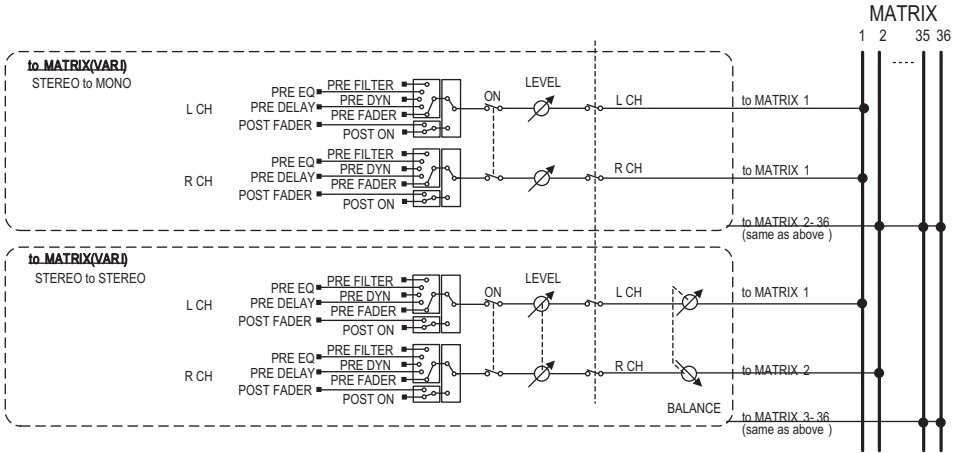 MATRIX
1 2 ..... 35 36
to MATRIX(VARI)
STEREO to MONO
L CH
PRE FILTER
PRE EQ
PRE DYN
PRE DELAY
PRE FADER
POST FADER
POST ON
ON
LEVEL
L CH
to MATRIX 1
R CH
PRE FILTER
PRE EQ
PRE DYN
PRE DELAY
PRE FADER
POST FADER
POST ON
R CH
to MATRIX 1
to MATRIX 2-36
(same as above )
to MATRIX(VARI)
STEREO to STEREO
L CH
PRE FILTER
PRE EQ
PRE DYN
PRE DELAY
PRE FADER
POST FADER
POST ON
ON
LEVEL
L CH
to MATRIX 1
R CH
PRE FILTER
PRE EQ
PRE DYN
PRE DELAY
PRE FADER
POST FADER
POST ON
R CH
to MATRIX 2
BALANCE
to MATRIX 3-36
(same as above )